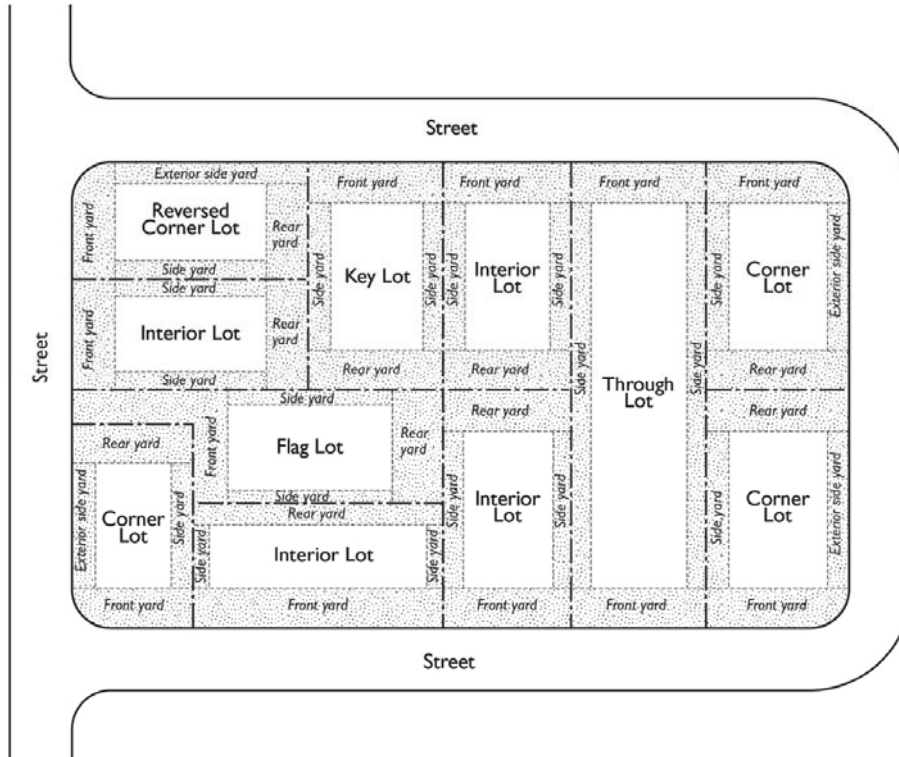 Street
Exterior side yard
Front yard
Reversed
Corner Lot
Rear
yard
Side yard
Front yard
Side yard
Key Lot
Side yard
Rear yard
Front yard
Side yard
Interior
Lot
Side yard
Rear yard
Front yard
Side yard
Through
Lot
Side yard
Front yard
Front yard
Side yard
Corner
Lot
Exterior side yard
Rear yard
Street
Side yard
Front yard
Interior Lot
Rear
yard
Side yard
Side yard
Front yard
Flag Lot
Rear
yard
Side yard
Rear yard
Exterior side yard
Corner
Lot
Side yard
Front yard
Rear yard
Side yard
Interior Lot
Side yard
Front yard
Rear yard
Side yard
Interior
Lot
Side yard
Front yard
Rear yard
Side yard
Corner
Lot
Exterior side yard
Front yard
Street